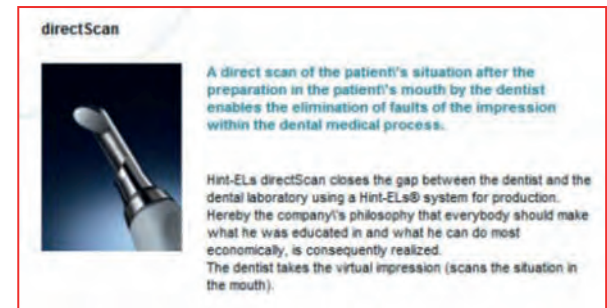 directScan
A direct scan of the patient\'s situation after the
preparation in the patient\'s mouth by the dentist
enables the elimination of faults of the impression
within the dental medical process.
Hint-ELs directScan closes the gap between the dentist and the
dental laboratory using a Hint-ELs® system for production.
Hereby the company\'s philosophy that everybody should make
what he was educated in and what he can do most
economically, is consequently realized.
The dentist takes the virtual impression (scans the situation in
the mouth).